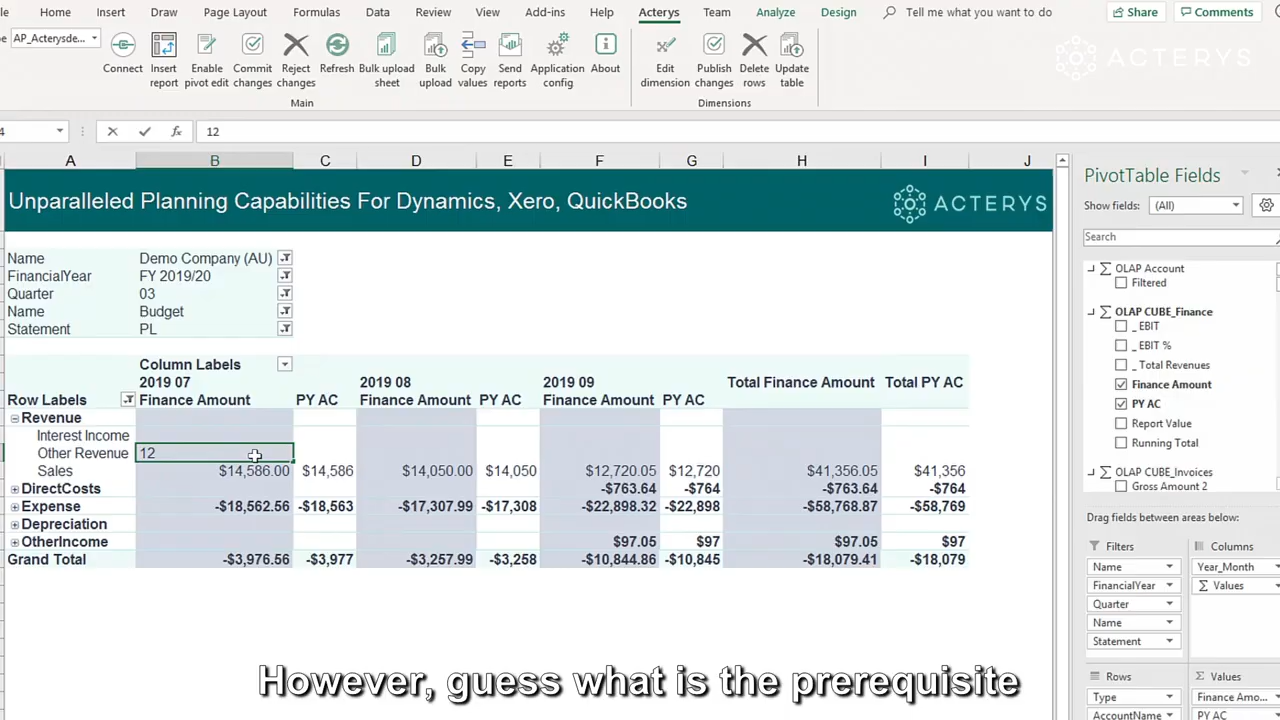 Home Insert Draw Page Layout Formulas Data Review View Add-ins Help Acterys Team Analyze Design Tell me what you want to do Share Comments
AP_Acterysde...
Connect Insert report Enable pivot edit Commit changes Reject changes Refresh Bulk upload sheet Bulk upload Copy values Send reports Application config About Edit dimension Publish changes Delete rows Update table
ACTERYS
Main Dimensions
4 fx 12
A B C D E F G H I J
Unparalleled Planning Capabilities For Dynamics, Xero, QuickBooks ACTERYS
Name Demo Company (AU)
FinancialYear FY 2019/20
Quarter 03
Name Budget
Statement PL
Column Labels
2019 07 2019 08 2019 09 Total Finance Amount Total PY AC
Row Labels Finance Amount PY AC Finance Amount PY AC Finance Amount PY AC
Revenue
Interest Income
Other Revenue 12
Sales $14,586.00 $14,586 $14,050.00 $14,050 $12,720.05 $12,720 $41,356.05 $41,356
DirectCosts -$763.64 -$764 -$763.64 -$764
Expense -$18,562.56 -$18,563 -$17,307.99 -$17,308 -$22,898.32 -$22,898 -$58,768.87 -$58,769
Depreciation
OtherIncome $97.05 $97 $97.05 $97
Grand Total -$3,976.56 -$3,977 -$3,257.99 -$3,258 -$10,844.86 -$10,845 -$18,079.41 -$18,079
PivotTable Fields
Show fields: (All)
Search
OLAP Account
Filtered
OLAP CUBE_Finance
_ EBIT
_ EBIT %
_ Total Revenues
Finance Amount
PY AC
Report Value
Running Total
OLAP CUBE_Invoices
Gross Amount 2
Drag fields between areas below:
Filters Columns
Name Year_Month
FinancialYear Values
Quarter
Name
Statement
Rows Values
Type Finance Amo...
AccountName PY AC
However, guess what is the prerequisite